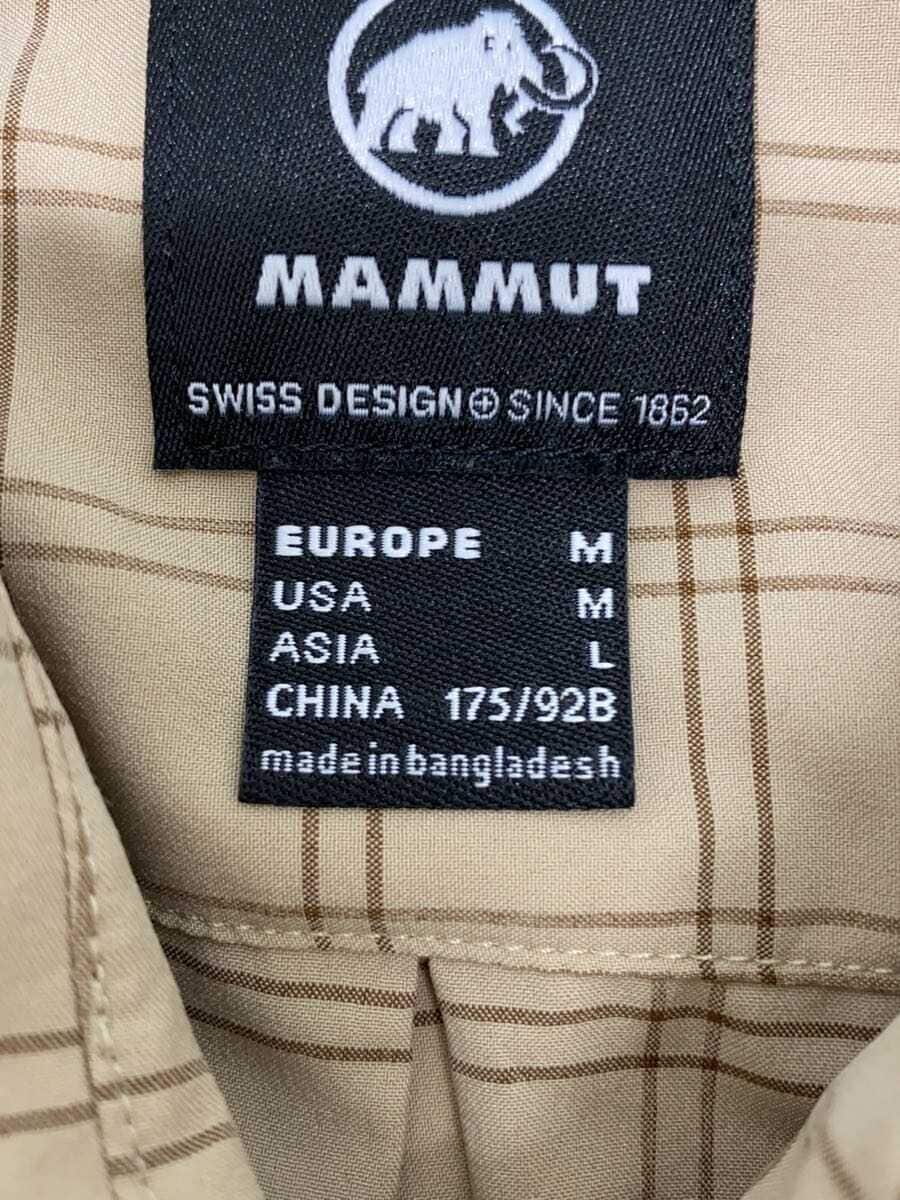 MAMMUT
SWISS DESIGN SINCE 1862
EUROPE M
USA M
ASIA L
CHINA 175/92B
made in bangladesh